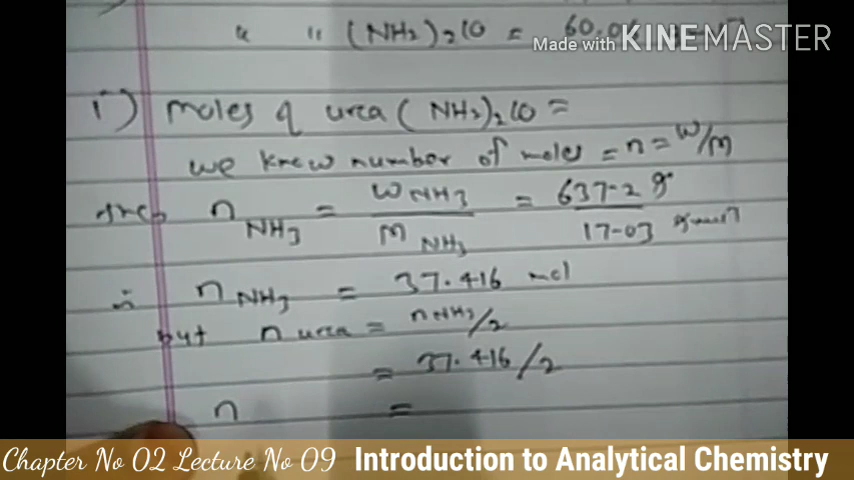 " " (NH2)2CO = 60.06
Made with KINEMASTER
i) moles of urea (NH2)2CO =
we know number of moles = n = W/M
then n NH3 = W NH3 / M NH3 = 637.2 g / 17.03 g mol-1
∴ n NH3 = 37.416 mol
but n urea = n NH3/2
= 37.416/2
n =
Chapter No 02 Lecture No 09 Introduction to Analytical Chemistry